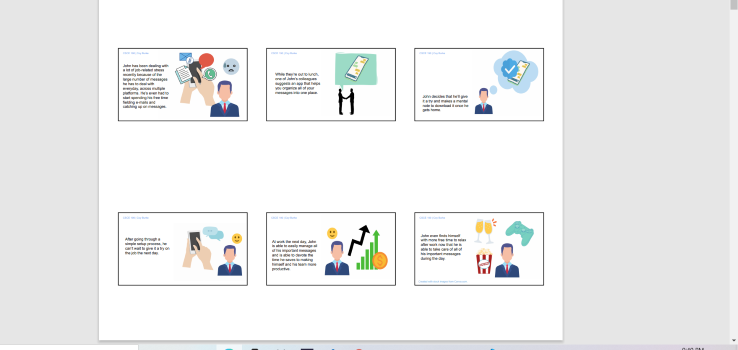 John has been dealing with
a lot of job related stress
recently because of the
large number of messages
he has to deal with
everyday, across multiple
platforms. He's even had to
start spending his free time
fielding e-mails and
catching up on messages.
While they're out to lunch,
one of John's colleagues
suggests an app that helps
you organize all of your
messages into one place.
John decides that he'll give
it a try and makes a mental
note to download it once he
gets home.
After going through a
simple setup process, he
can't wait to give it a try on
the job the next day.
At work the next day, John
is able to easily manage all
of his important messages
and is able to devote the
time he saves to making
himself and his team more
productive.
John even finds himself
with more free time to relax
after work now that he is
able to take care of all of
his important messages
during the day.